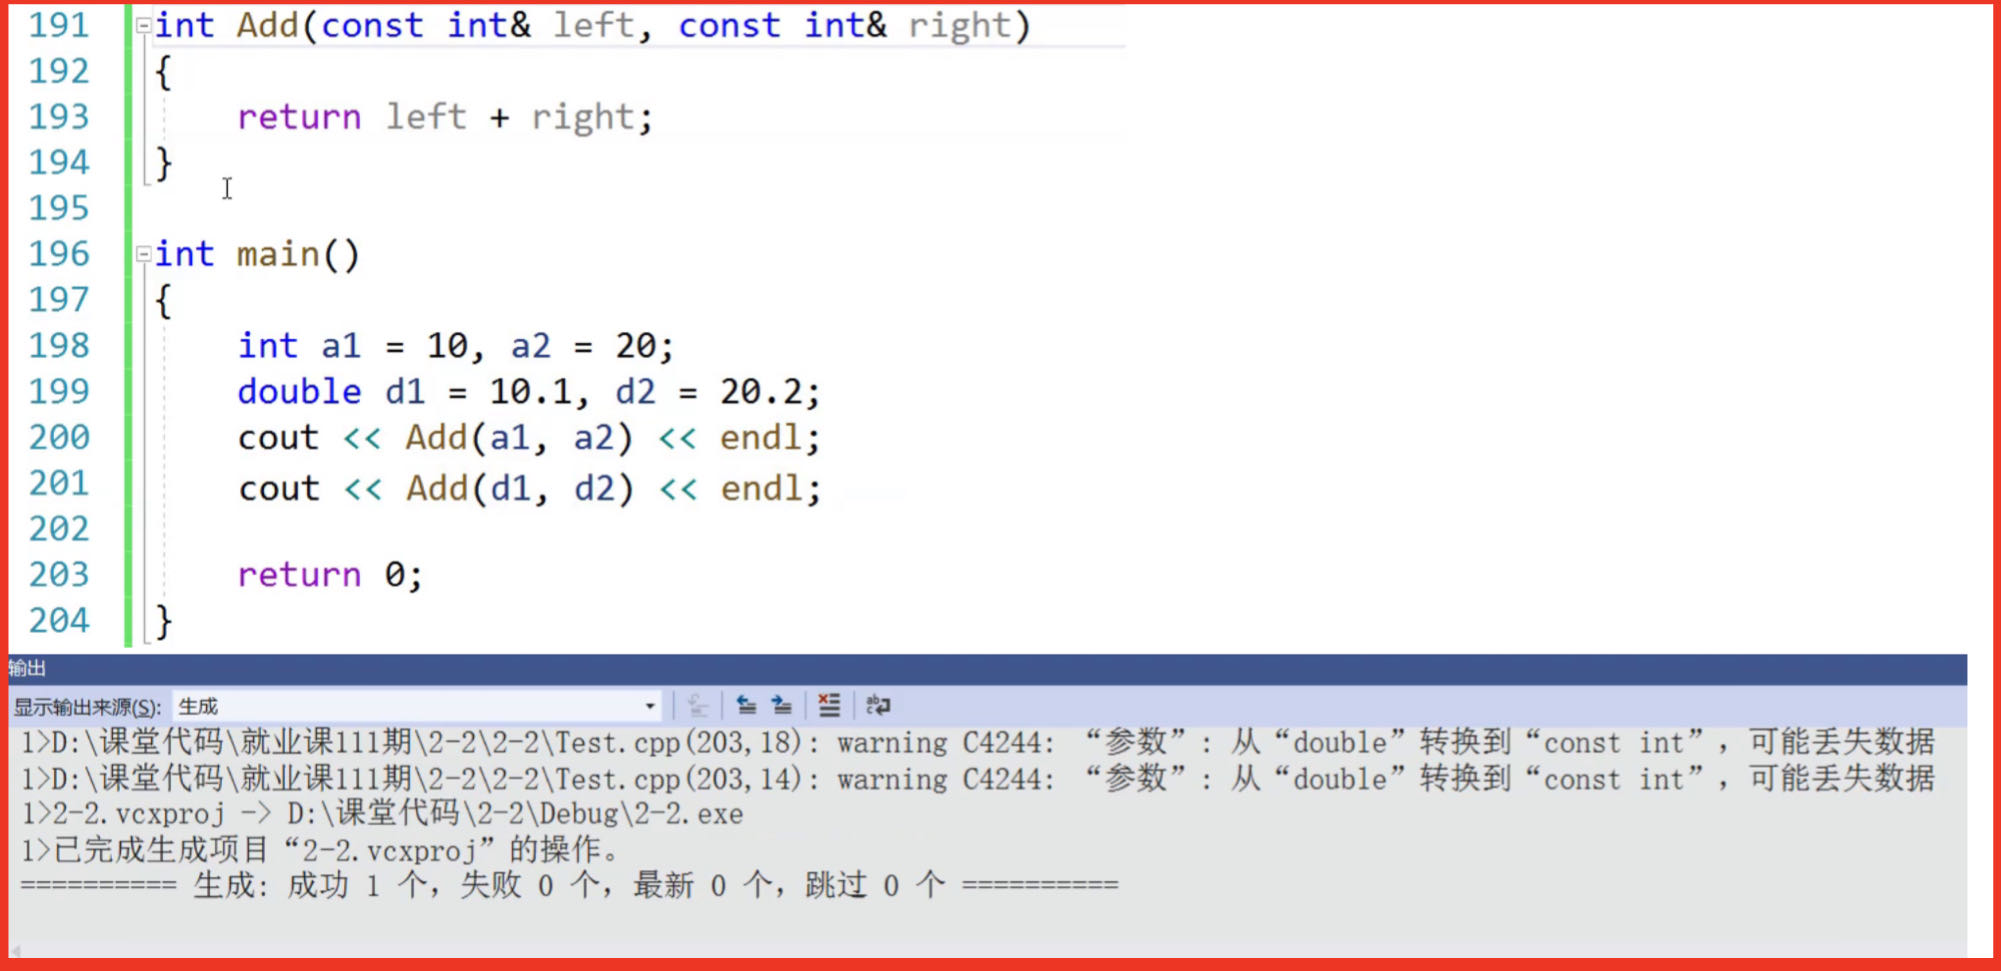 191 int Add(const int& left, const int& right)
192 {
193 return left + right;
194 }
195
196 int main()
197 {
198 int a1 = 10, a2 = 20;
199 double d1 = 10.1, d2 = 20.2;
200 cout << Add(a1, a2) << endl;
201 cout << Add(d1, d2) << endl;
202
203 return 0;
204 }
输出
显示输出来源(S): 生成
1>D:\课堂代码\就业课111期\2-2\2-2\Test.cpp(203,18): warning C4244: “参数”: 从“double”转换到“const int”，可能丢失数据
1>D:\课堂代码\就业课111期\2-2\2-2\Test.cpp(203,14): warning C4244: “参数”: 从“double”转换到“const int”，可能丢失数据
1>2-2.vcxproj -> D:\课堂代码\2-2\Debug\2-2.exe
1>已完成生成项目“2-2.vcxproj”的操作。
========== 生成: 成功 1 个，失败 0 个，最新 0 个，跳过 0 个 ==========